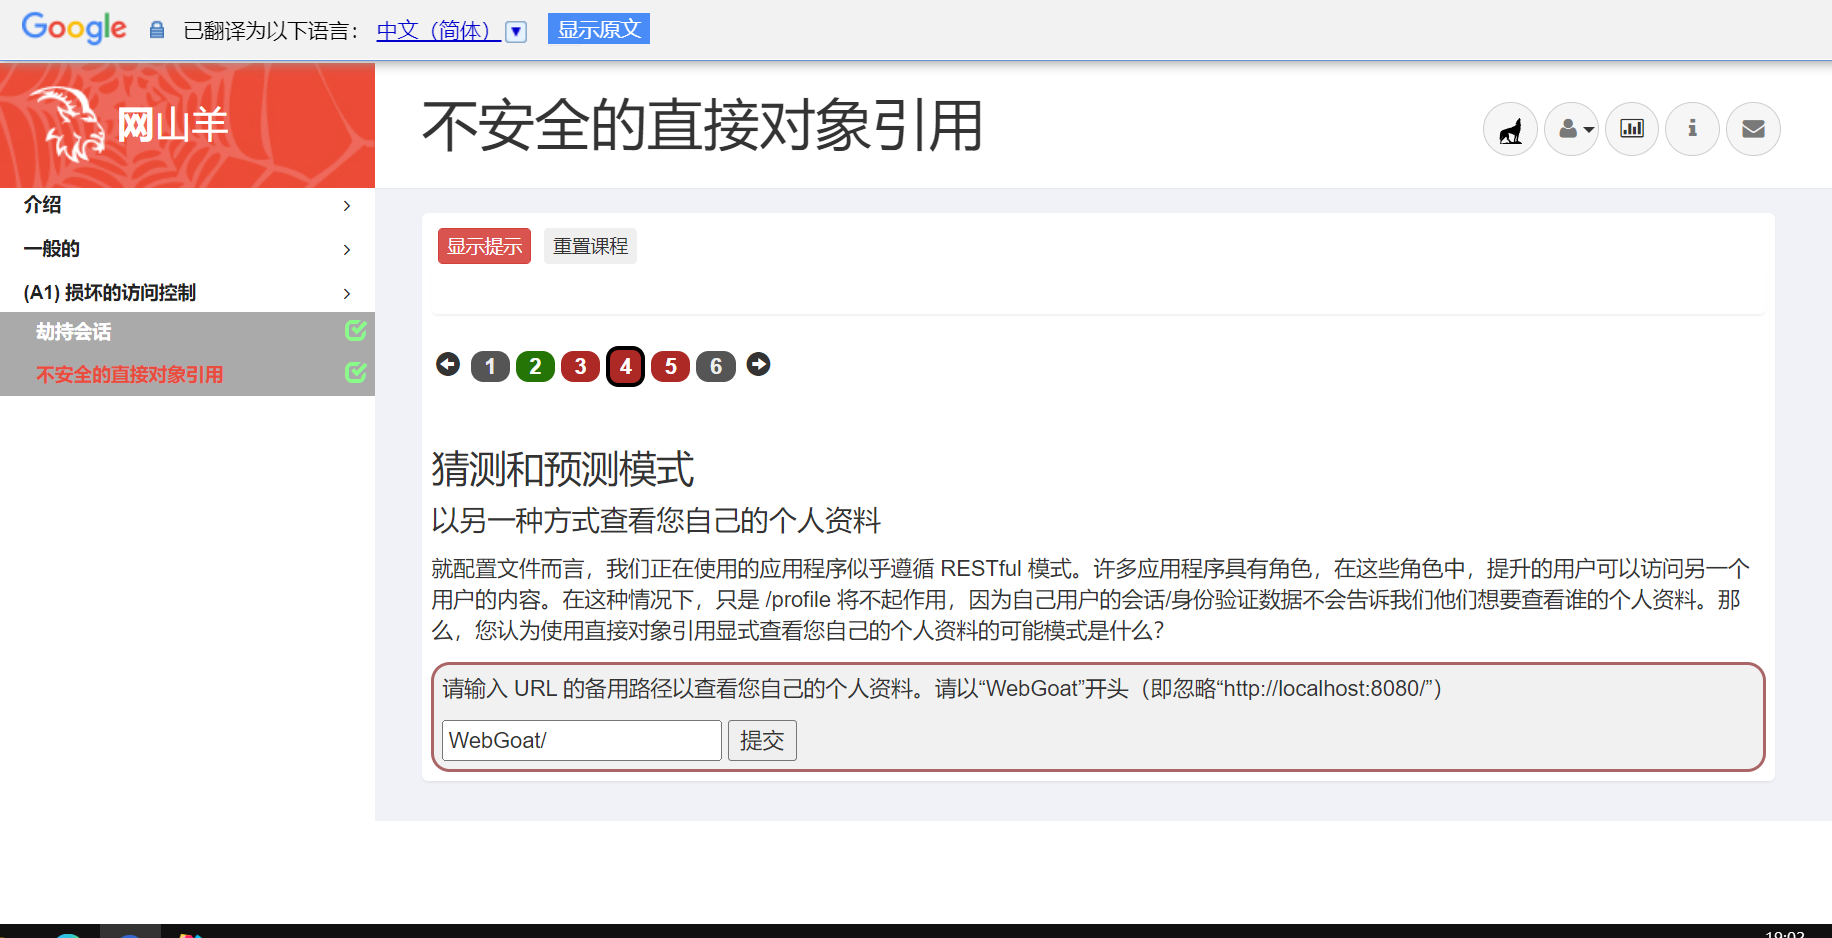 Google 已翻译为以下语言： 中文（简体） 显示原文
网山羊
不安全的直接对象引用
介绍
一般的
(A1) 损坏的访问控制
劫持会话
不安全的直接对象引用
显示提示 重置课程
1 2 3 4 5 6
猜测和预测模式
以另一种方式查看您自己的个人资料
就配置文件而言，我们正在使用的应用程序似乎遵循 RESTful 模式。许多应用程序具有角色，在这些角色中，提升的用户可以访问另一个
用户的内容。在这种情况下，只是 /profile 将不起作用，因为自己用户的会话/身份验证数据不会告诉我们他们想要查看谁的个人资料。那
么，您认为使用直接对象引用显式查看您自己的个人资料的可能模式是什么？
请输入 URL 的备用路径以查看您自己的个人资料。请以“WebGoat”开头（即忽略“http://localhost:8080/”）
WebGoat/ 提交